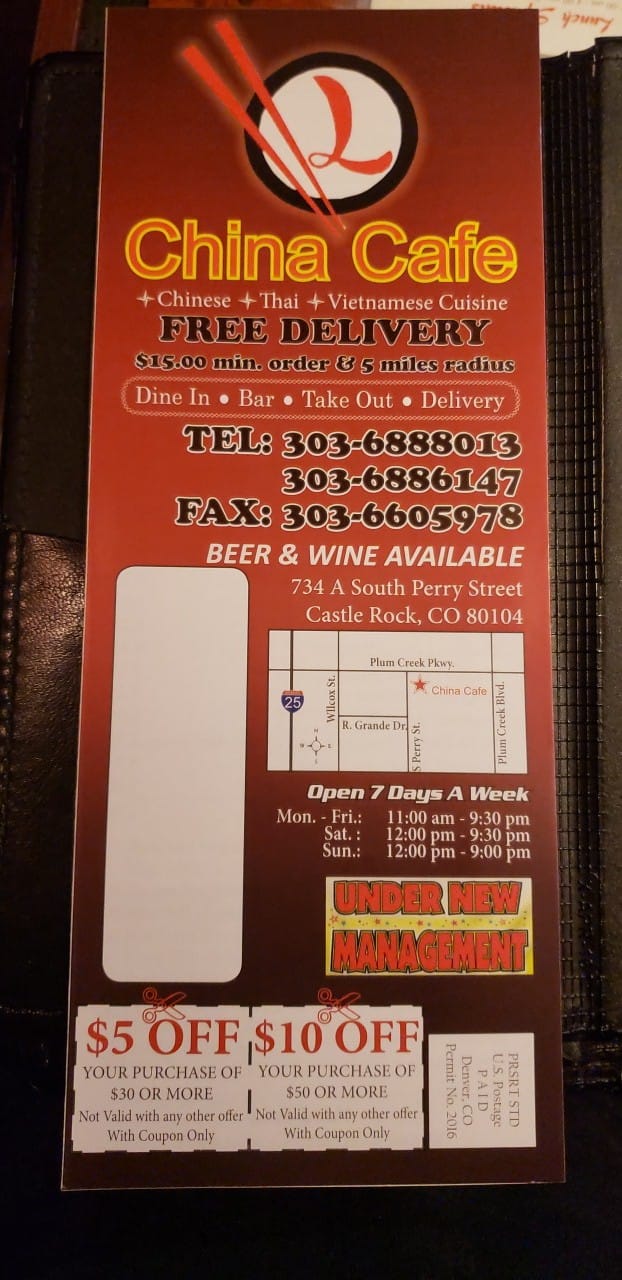 Lunch Specials
L
China Cafe
Chinese Thai Vietnamese Cuisine
FREE DELIVERY
$15.00 min. order & 5 miles radius
Dine In • Bar • Take Out • Delivery
TEL: 303-6888013
303-6886147
FAX: 303-6605978
BEER & WINE AVAILABLE
734 A South Perry Street
Castle Rock, CO 80104
Plum Creek Pkwy.
25
Wilcox St.
China Cafe
R. Grande Dr.
S Perry St.
Plum Creek Blvd.
N
W E
S
Open 7 Days A Week
Mon. - Fri.: 11:00 am - 9:30 pm
Sat. : 12:00 pm - 9:30 pm
Sun.: 12:00 pm - 9:00 pm
UNDER NEW
MANAGEMENT
$5 OFF
YOUR PURCHASE OF
$30 OR MORE
Not Valid with any other offer
With Coupon Only
$10 OFF
YOUR PURCHASE OF
$50 OR MORE
Not Valid with any other offer
With Coupon Only
PRSRT STD
U.S. Postage
PAID
Denver, CO
Permit No. 2016